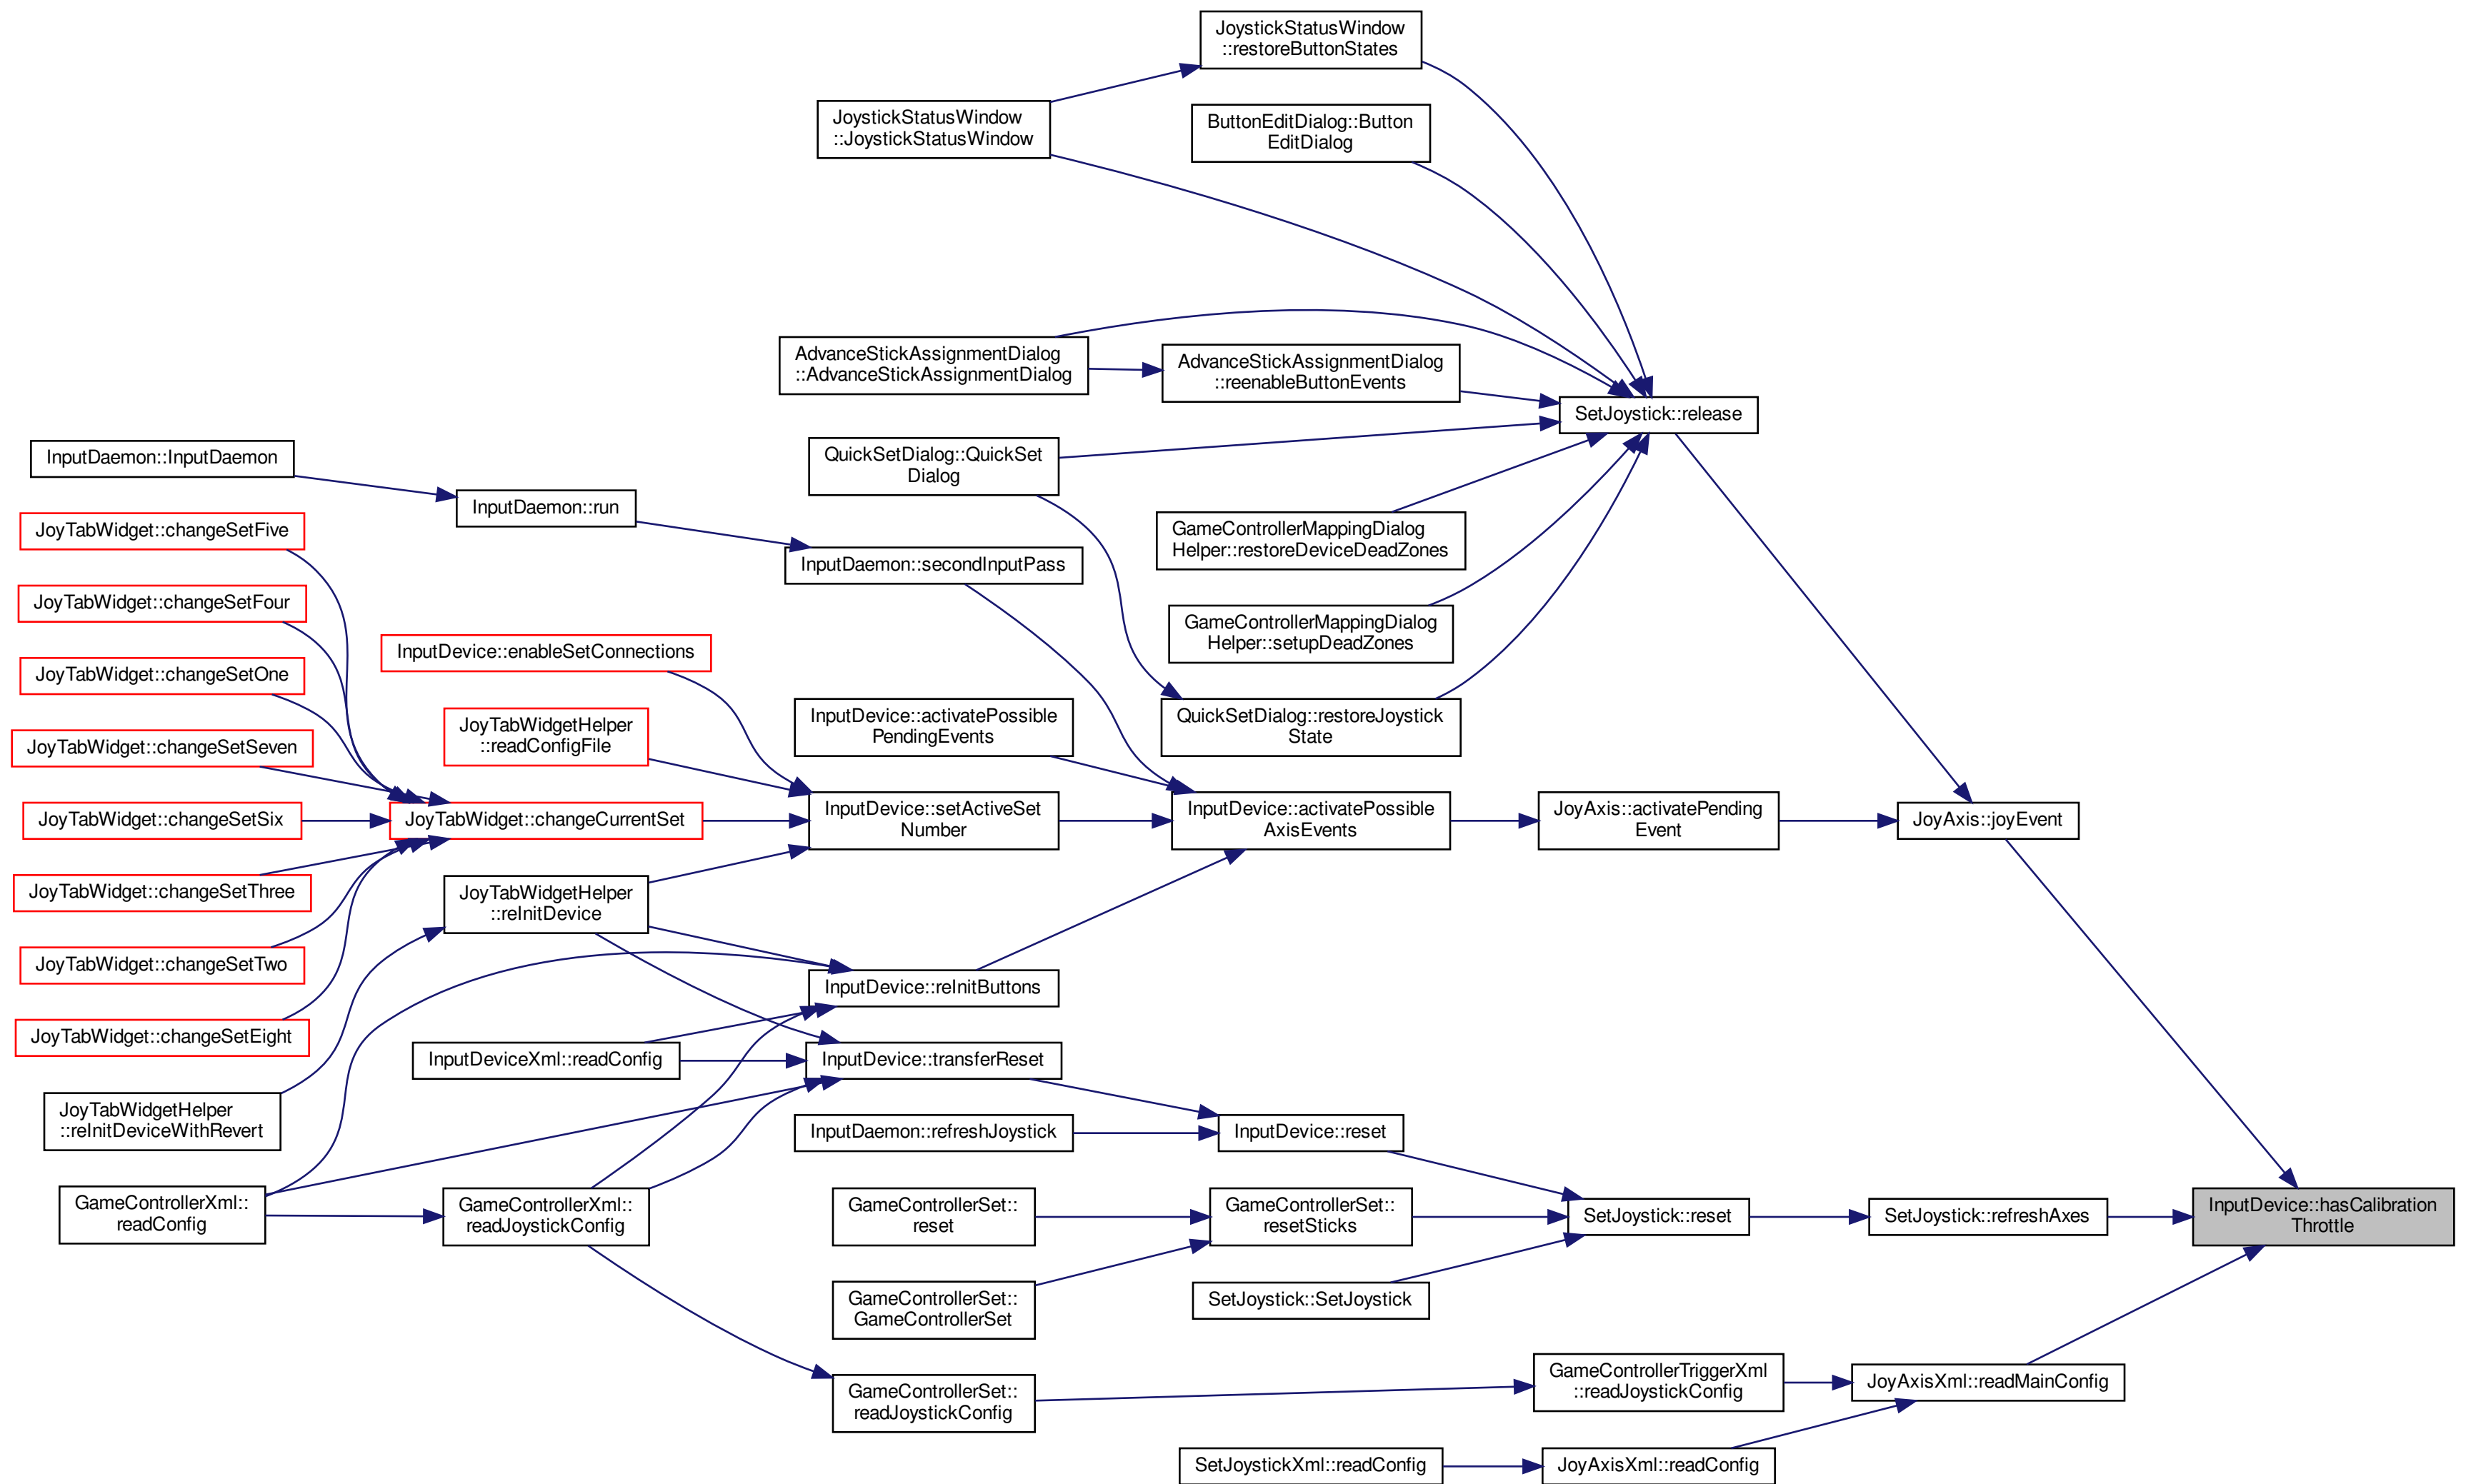 JoystickStatusWindow
::restoreButtonStates
JoystickStatusWindow
::JoystickStatusWindow
ButtonEditDialog::Button
EditDialog
AdvanceStickAssignmentDialog
::AdvanceStickAssignmentDialog
AdvanceStickAssignmentDialog
::reenableButtonEvents
SetJoystick::release
InputDaemon::InputDaemon
QuickSetDialog::QuickSet
Dialog
InputDaemon::run
JoyTabWidget::changeSetFive
GameControllerMappingDialog
Helper::restoreDeviceDeadZones
InputDaemon::secondInputPass
JoyTabWidget::changeSetFour
GameControllerMappingDialog
Helper::setupDeadZones
InputDevice::enableSetConnections
JoyTabWidget::changeSetOne
JoyTabWidgetHelper
::readConfigFile
InputDevice::activatePossible
PendingEvents
QuickSetDialog::restoreJoystick
State
JoyTabWidget::changeSetSeven
JoyTabWidget::changeSetSix
JoyTabWidget::changeCurrentSet
InputDevice::setActiveSet
Number
InputDevice::activatePossible
AxisEvents
JoyAxis::activatePending
Event
JoyAxis::joyEvent
JoyTabWidget::changeSetThree
JoyTabWidgetHelper
::reInitDevice
JoyTabWidget::changeSetTwo
InputDevice::reInitButtons
JoyTabWidget::changeSetEight
InputDeviceXml::readConfig
InputDevice::transferReset
JoyTabWidgetHelper
::reInitDeviceWithRevert
InputDaemon::refreshJoystick
InputDevice::reset
GameControllerXml::
readConfig
GameControllerXml::
readJoystickConfig
GameControllerSet::
reset
GameControllerSet::
resetSticks
SetJoystick::reset
SetJoystick::refreshAxes
InputDevice::hasCalibration
Throttle
GameControllerSet::
GameControllerSet
SetJoystick::SetJoystick
GameControllerSet::
readJoystickConfig
GameControllerTriggerXml
::readJoystickConfig
JoyAxisXml::readMainConfig
SetJoystickXml::readConfig
JoyAxisXml::readConfig